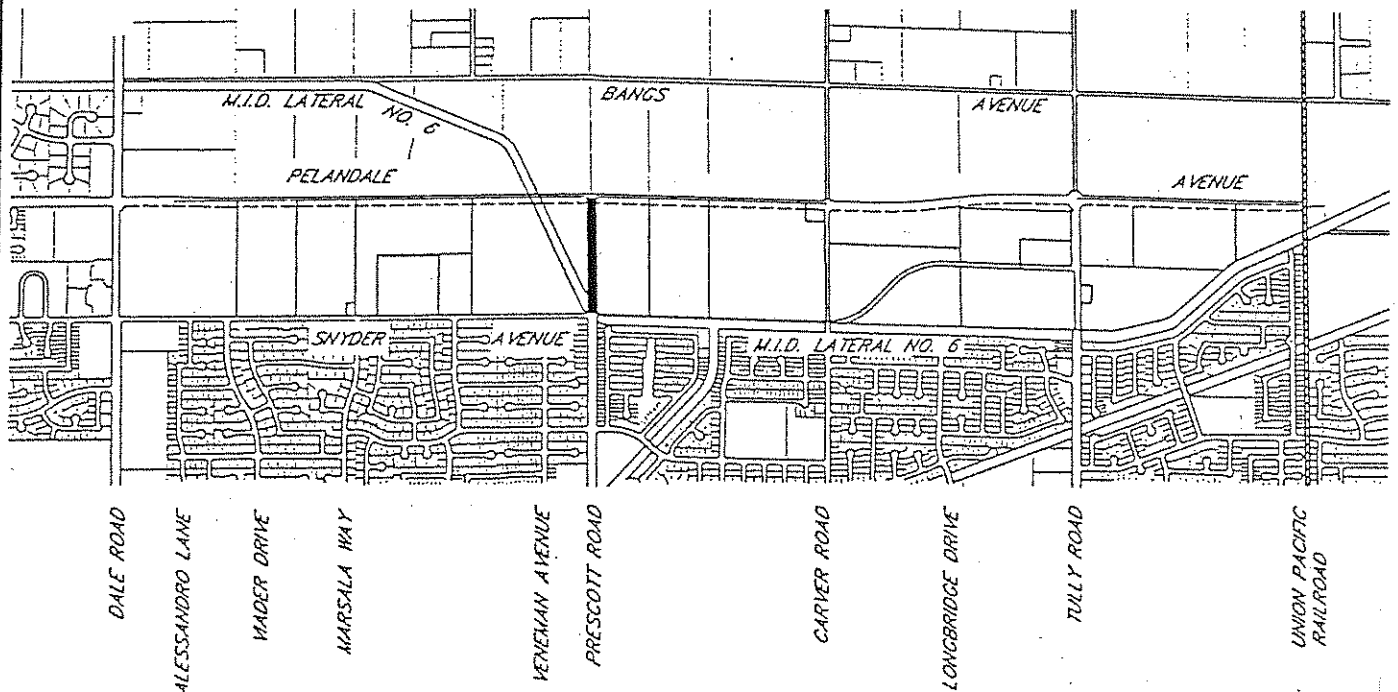 M.I.D. LATERAL
NO. 6
BANGS
AVENUE
PELANDALE
AVENUE
SNYDER
AVENUE
M.I.D. LATERAL NO. 6
DALE ROAD
ALESSANDRO LANE
VIADER DRIVE
MARSALA WAY
VENEMAN AVENUE
PRESCOTT ROAD
CARVER ROAD
LONGBRIDGE DRIVE
TULLY ROAD
UNION PACIFIC
RAILROAD